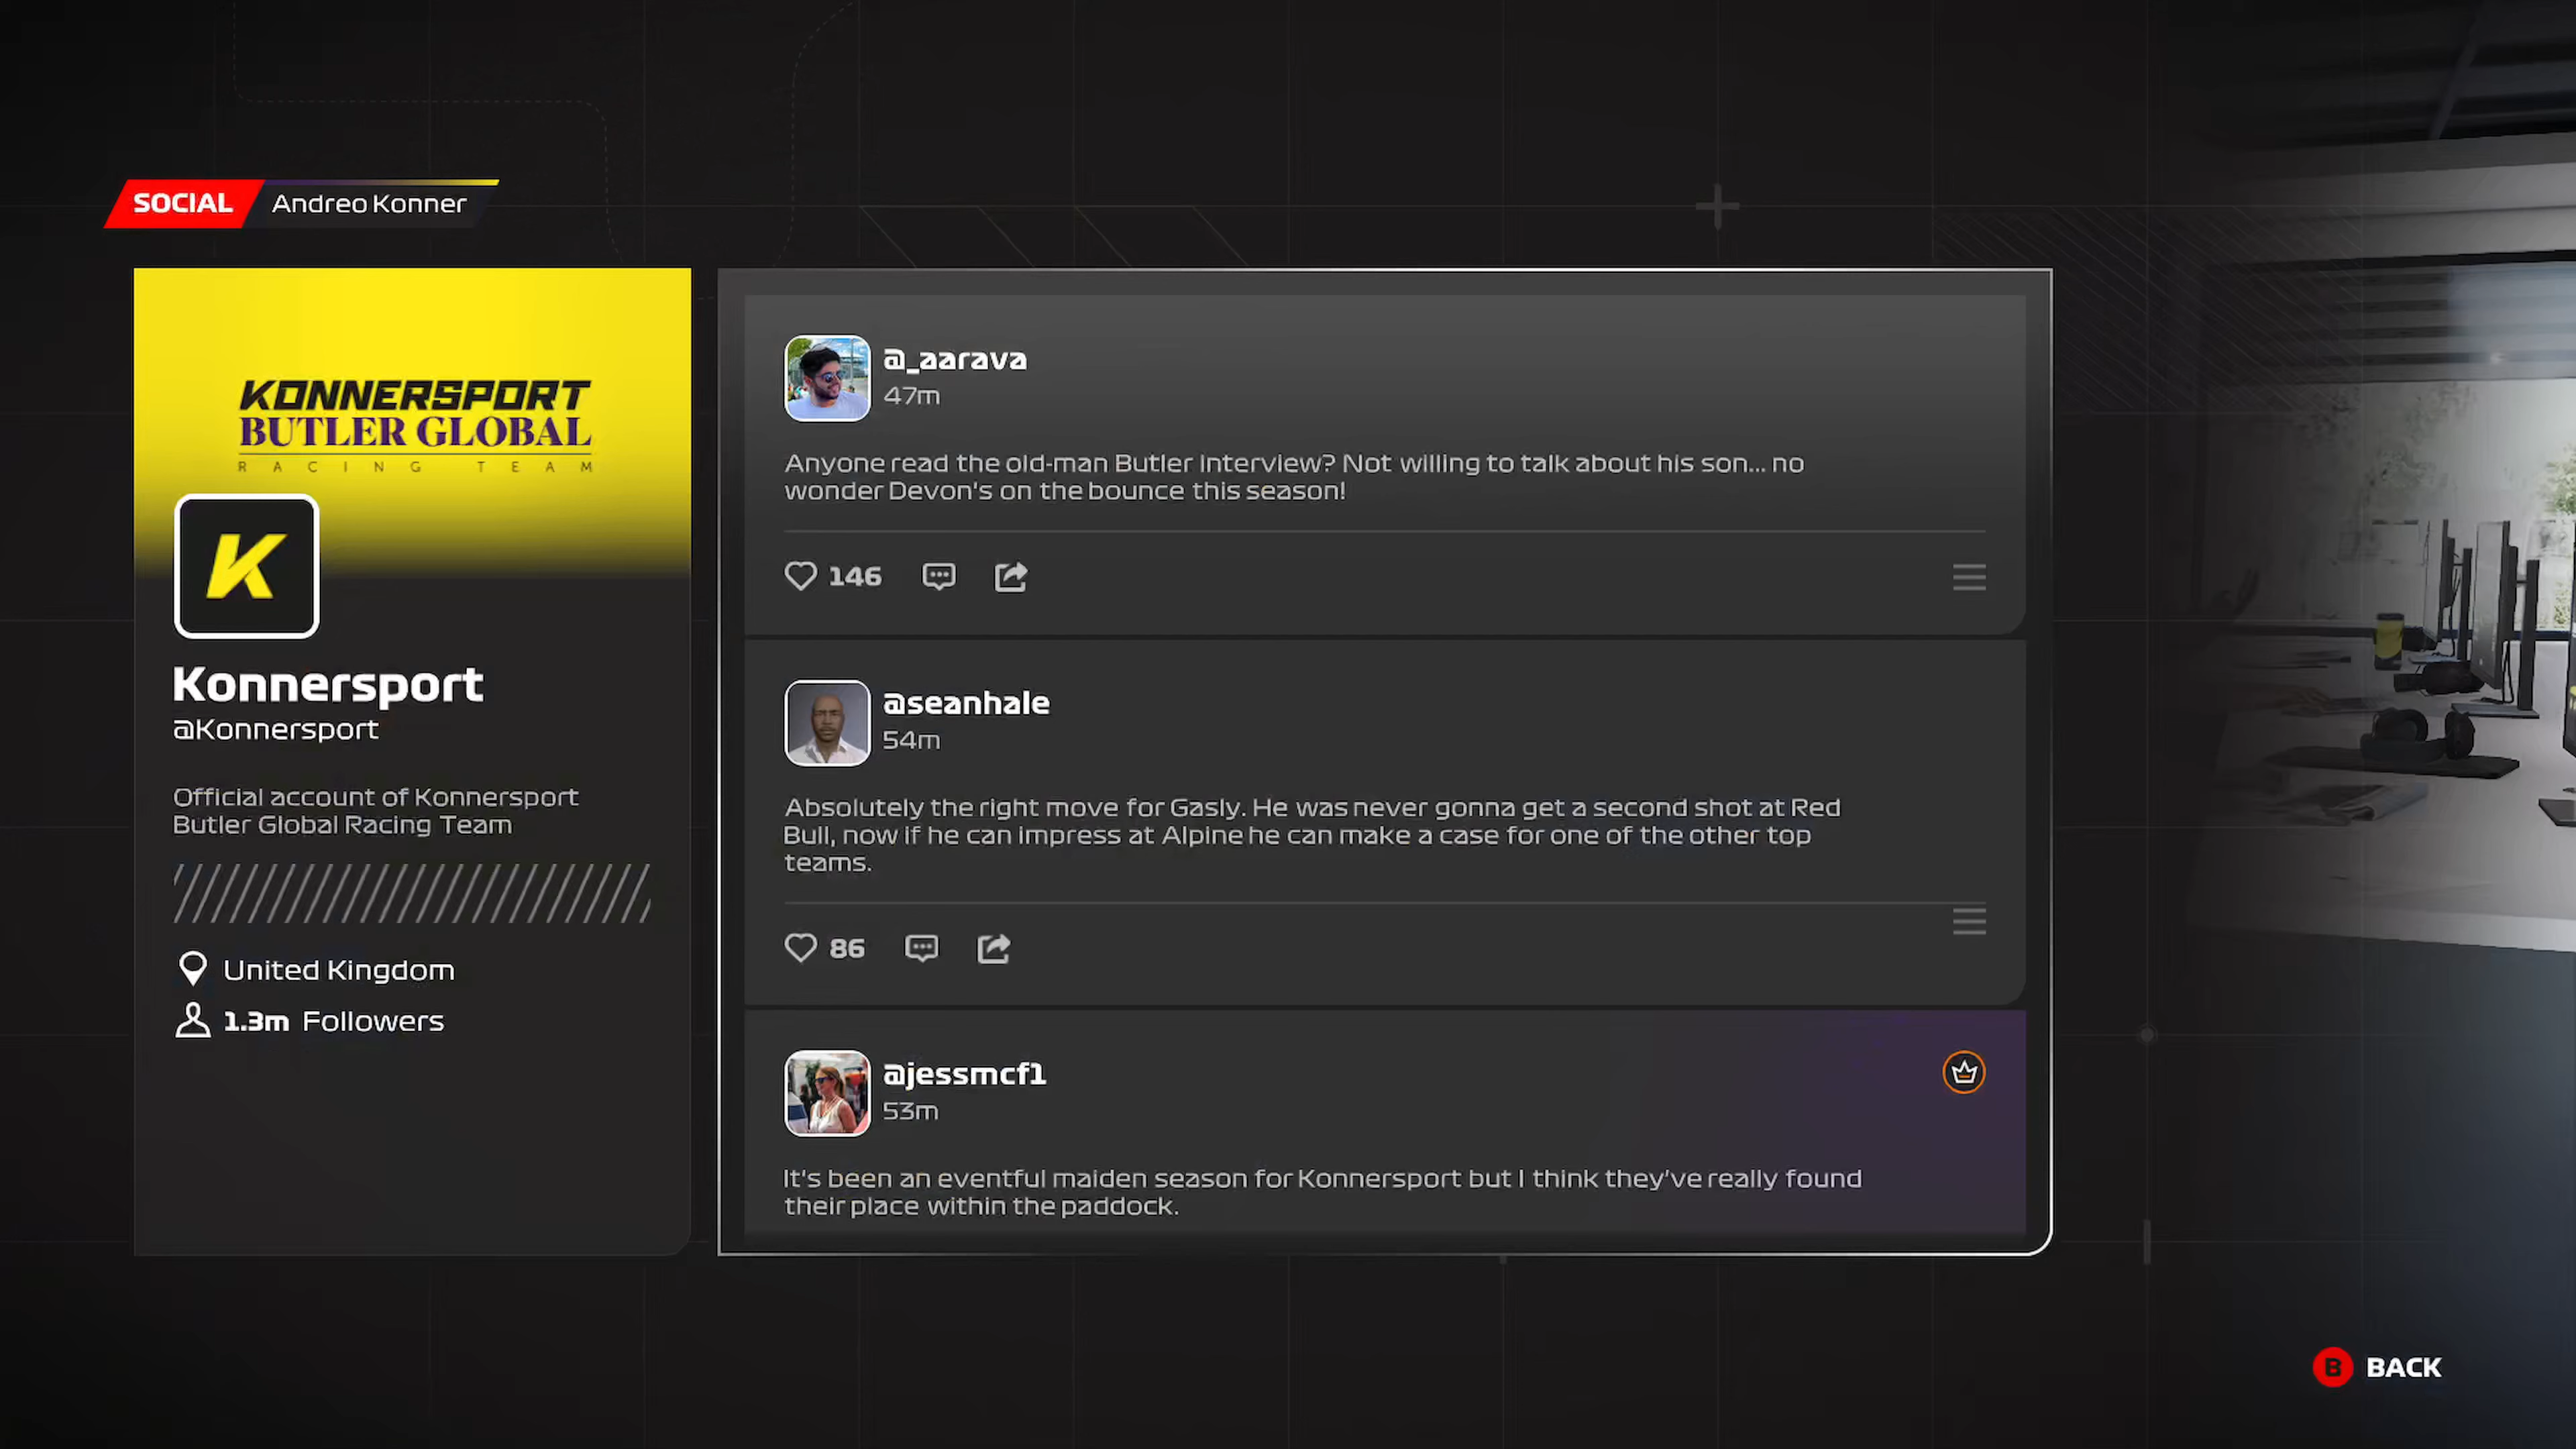 SOCIAL Andreo Konner
KONNERSPORT
BUTLER GLOBAL
RACING TEAM
K
Konnersport
@Konnersport
Official account of Konnersport
Butler Global Racing Team
United Kingdom
1.3m Followers
@_aarava
47m
Anyone read the old-man Butler Interview? Not willing to talk about his son... no
wonder Devon's on the bounce this season!
146
@seanhale
54m
Absolutely the right move for Gasly. He was never gonna get a second shot at Red
Bull, now if he can impress at Alpine he can make a case for one of the other top
teams.
86
@jessmcf1
53m
It's been an eventful maiden season for Konnersport but I think they've really found
their place within the paddock.
B BACK